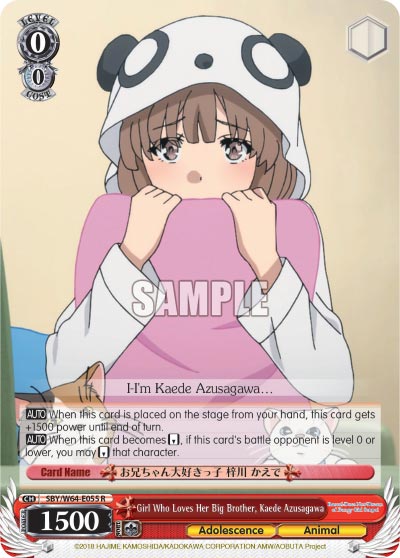 LEVEL
0
0
COST
SAMPLE
I-I'm Kaede Azusagawa…
AUTO When this card is placed on the stage from your hand, this card gets
+1500 power until end of turn.
AUTO When this card becomes, if this card's battle opponent is level 0 or
lower, you may that character.
Card Name お兄ちゃん大好きっ子 梓川 かえで
CH SBY/W64-E055 R
Girl Who Loves Her Big Brother, Kaede Azusagawa
POWER
1500
Adolescence
Animal
©2018 HAJIME KAMOSHIDA/KADOKAWA CORPORATION AMW/AOBUTA Project